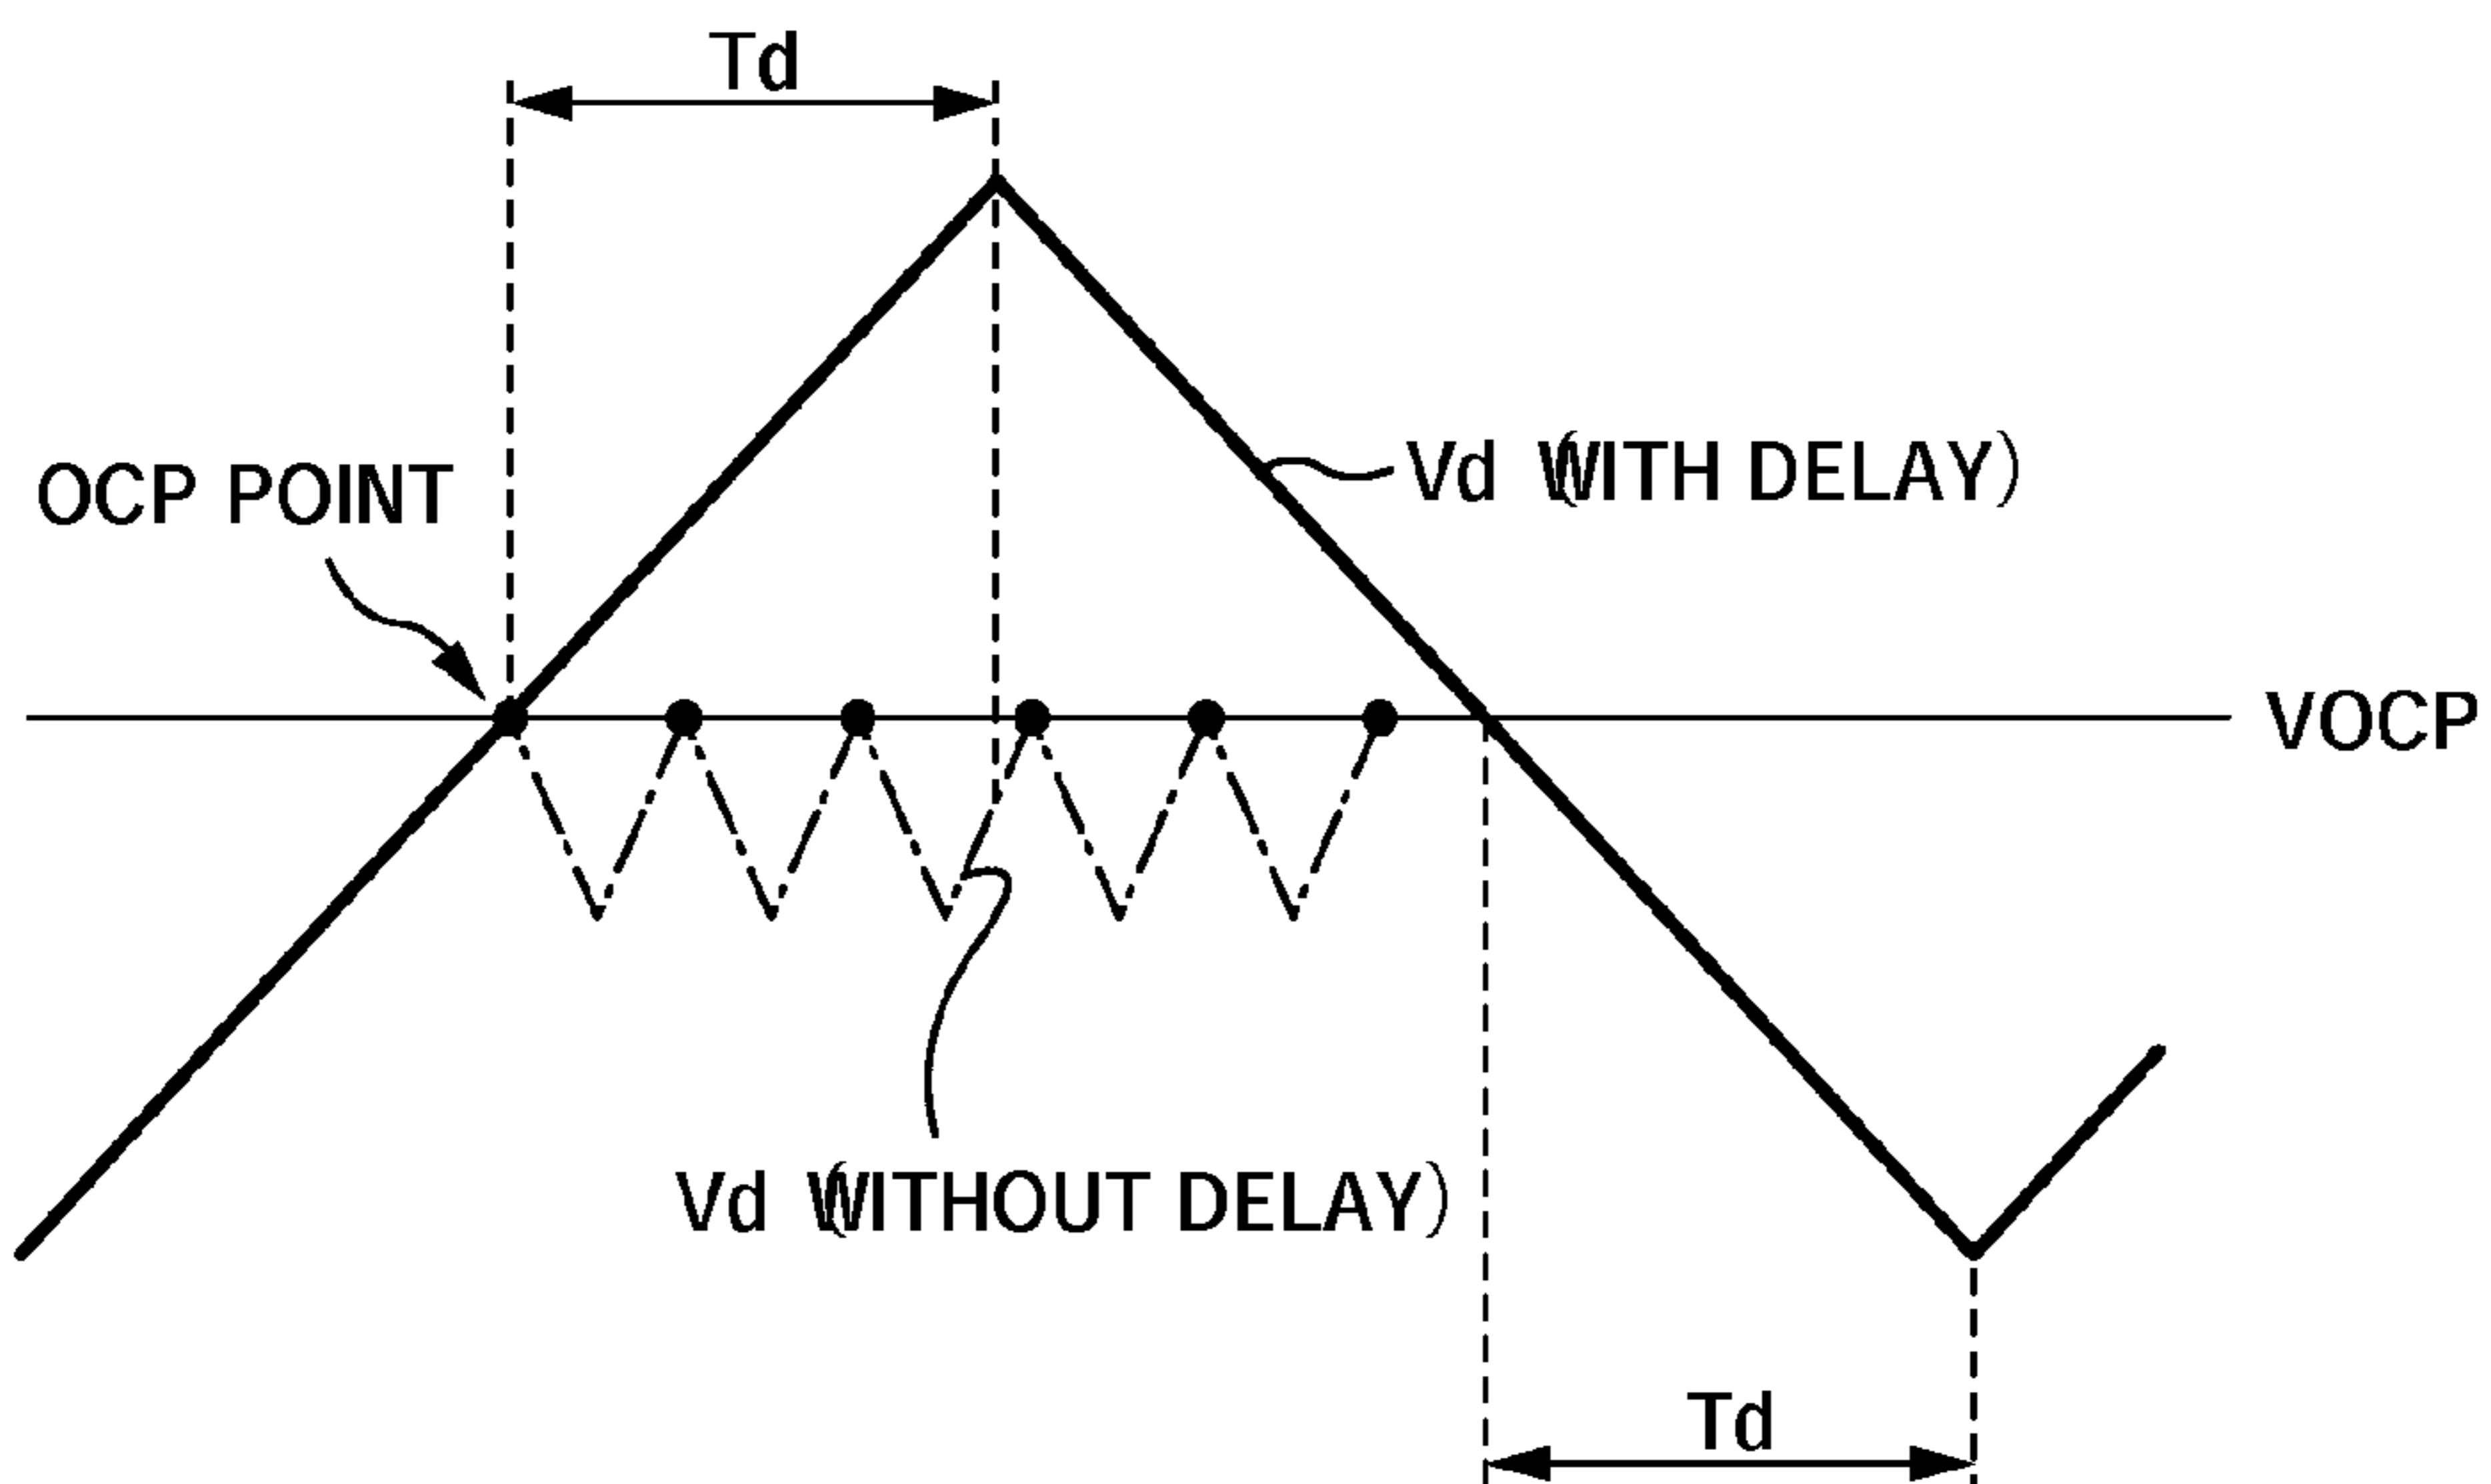 Td
Vd (WITH DELAY)
OCP POINT
VOCP
Vd (WITHOUT DELAY)
Td